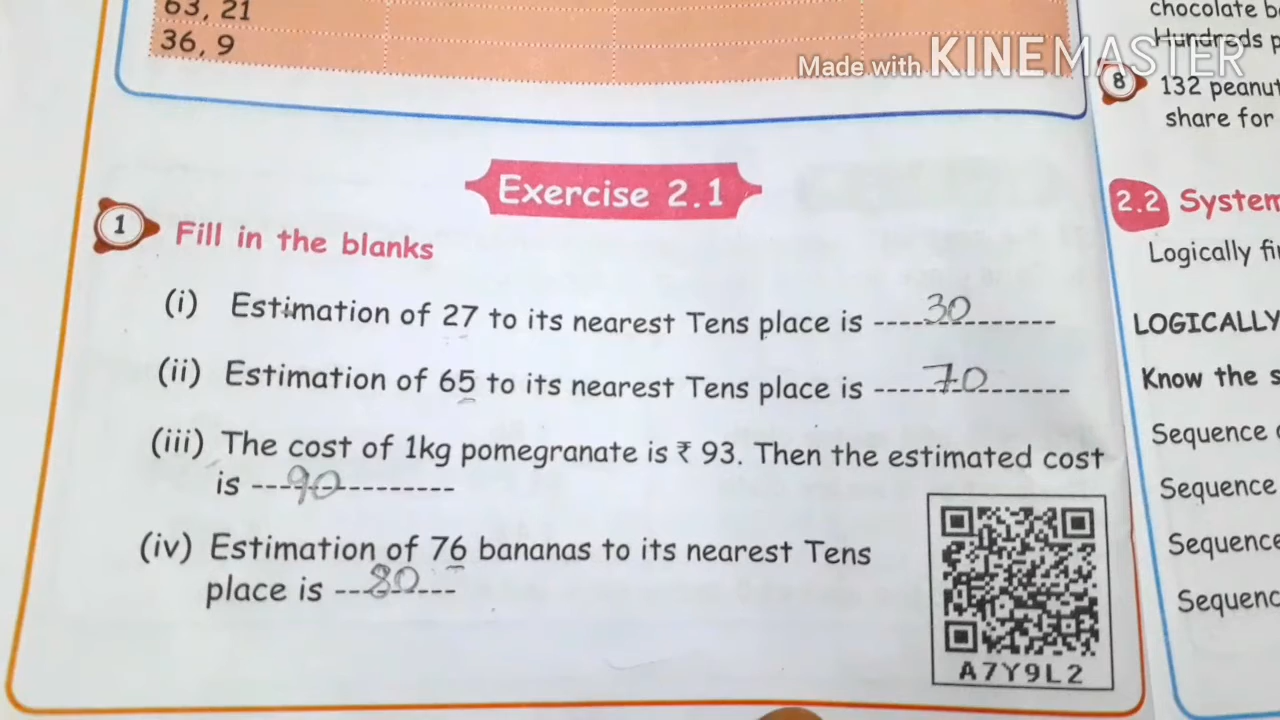 63, 21
36, 9
Made with KINEMASTER
Exercise 2.1
1 Fill in the blanks
(i) Estimation of 27 to its nearest Tens place is 30
(ii) Estimation of 65 to its nearest Tens place is 70
(iii) The cost of 1kg pomegranate is ₹ 93. Then the estimated cost
is 90
(iv) Estimation of 76 bananas to its nearest Tens
place is 80
A7Y9L2
chocolate
Hundreds
8 132 peanut
share for
2.2 System
Logically
LOGICALLY
Know the
Sequence
Sequence
Sequence
Sequenc